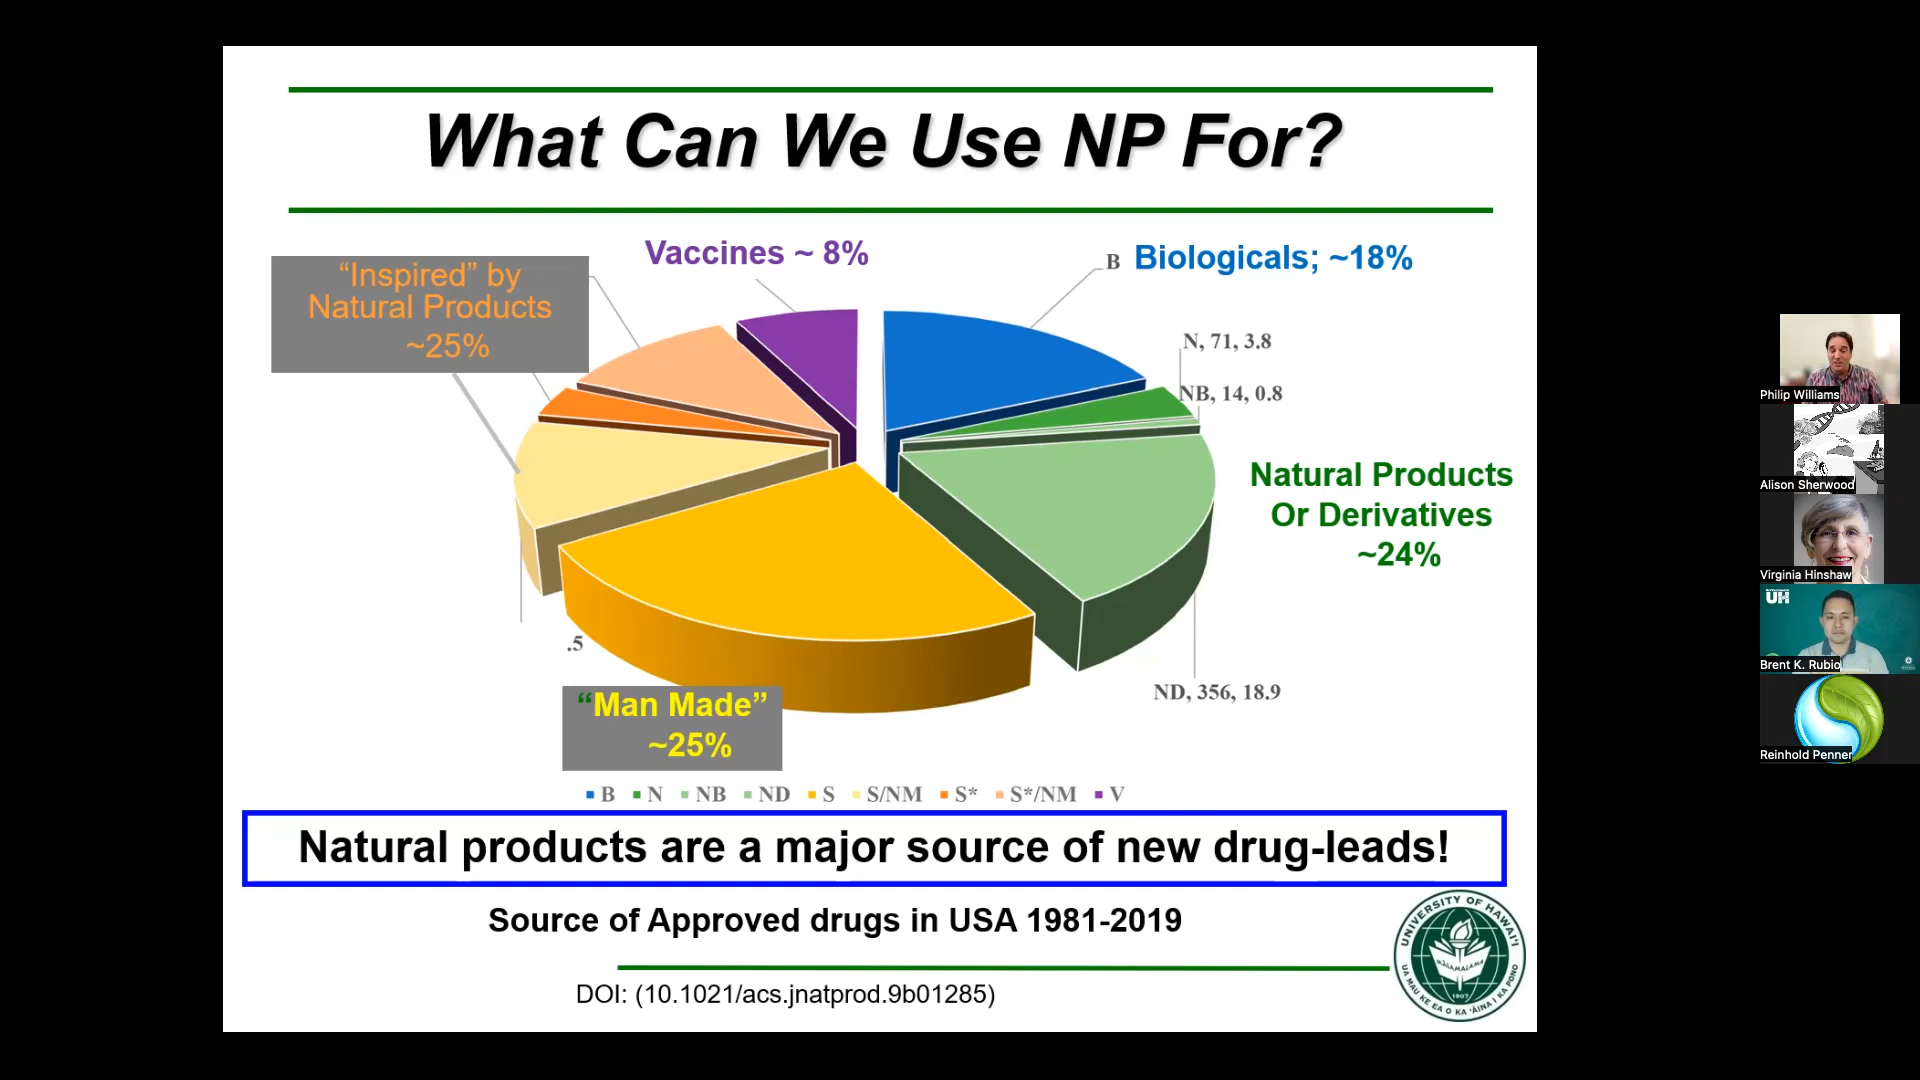 What Can We Use NP For?
Vaccines ~ 8%
B Biologicals; ~18%
“Inspired” by
Natural Products
~25%
N, 71, 3.8
NB, 14, 0.8
Natural Products
Or Derivatives
~24%
.5
ND, 356, 18.9
“Man Made”
~25%
B N NB ND S S/NM S* S*/NM V
Natural products are a major source of new drug-leads!
Source of Approved drugs in USA 1981-2019
DOI: (10.1021/acs.jnatprod.9b01285)
UNIVERSITY OF HAWAI‘I
MĀLAMALAMA
1907
UA MAU KE EA O KA ‘ĀINA I KA PONO
Philip Williams
Alison Sherwood
Virginia Hinshaw
UH
Brent K. Rubio
Reinhold Penner